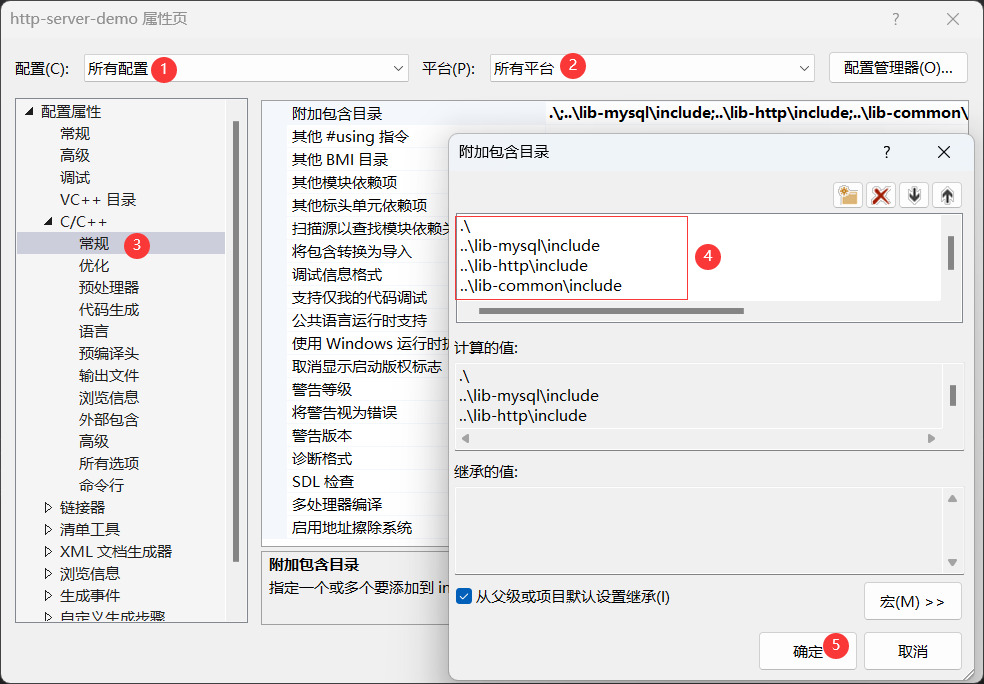 http-server-demo 属性页
?
配置(C):
所有配置
1
平台(P):
所有平台
2
配置管理器(O)...
配置属性
常规
高级
调试
VC++ 目录
C/C++
常规
3
优化
预处理器
代码生成
语言
预编译头
输出文件
浏览信息
外部包含
高级
所有选项
命令行
链接器
清单工具
XML 文档生成器
浏览信息
生成事件
自定义生成步骤
附加包含目录
.\;..\lib-mysql\include;..\lib-http\include;..\lib-common\
其他 #using 指令
其他 BMI 目录
其他模块依赖项
其他标头单元依赖项
扫描源以查找模块依赖关
将包含转换为导入
调试信息格式
支持仅我的代码调试
公共语言运行时支持
使用 Windows 运行时扩
取消显示启动版权标志
警告等级
将警告视为错误
警告版本
诊断格式
SDL 检查
多处理器编译
启用地址擦除系统
附加包含目录
指定一个或多个要添加到 in
附加包含目录
?
.\
..\lib-mysql\include
..\lib-http\include
..\lib-common\include
4
计算的值:
.\
..\lib-mysql\include
..\lib-http\include
继承的值:
从父级或项目默认设置继承(I)
宏(M) >>
确定
5
取消